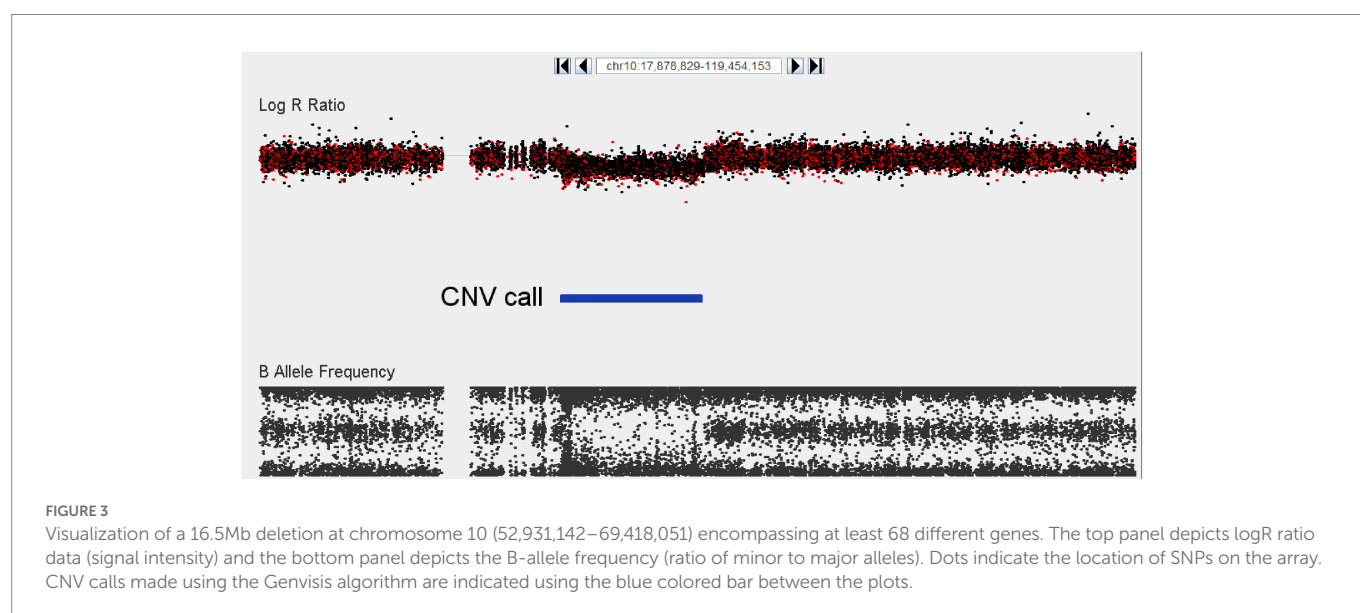 chr10:17,878,829-119,454,153
Log R Ratio
CNV call
B Allele Frequency
FIGURE 3
Visualization of a 16.5Mb deletion at chromosome 10 (52,931,142–69,418,051) encompassing at least 68 different genes. The top panel depicts logR ratio
data (signal intensity) and the bottom panel depicts the B-allele frequency (ratio of minor to major alleles). Dots indicate the location of SNPs on the array.
CNV calls made using the Genvisis algorithm are indicated using the blue colored bar between the plots.